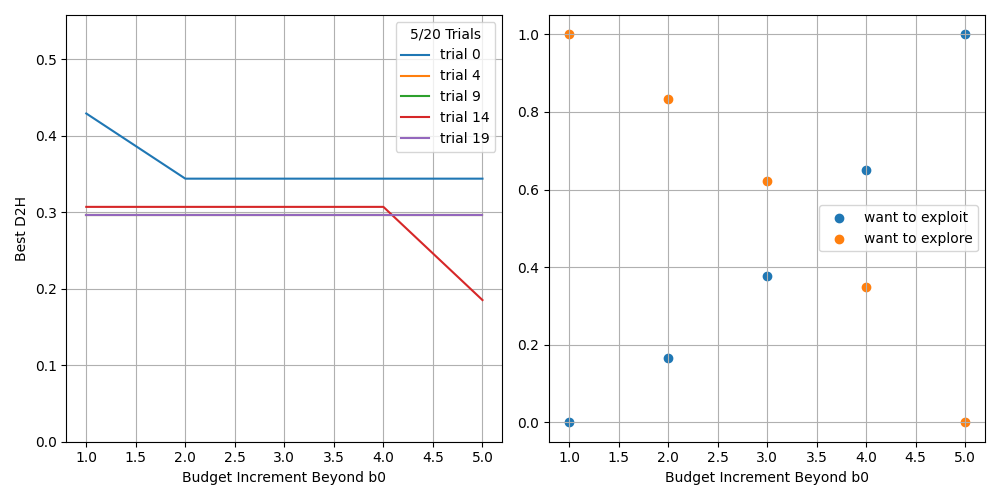 5/20 Trials
trial 0
trial 4
trial 9
trial 14
trial 19
Best D2H
0.5
0.4
0.3
0.2
0.1
0.0
1.0 1.5 2.0 2.5 3.0 3.5 4.0 4.5 5.0
Budget Increment Beyond b0
1.0
0.8
0.6
0.4
0.2
0.0
want to exploit
want to explore
1.0 1.5 2.0 2.5 3.0 3.5 4.0 4.5 5.0
Budget Increment Beyond b0